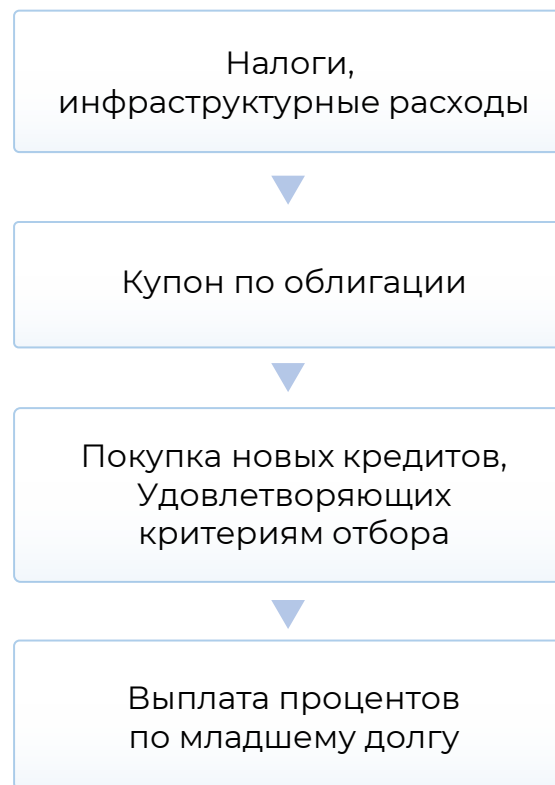 Налоги,
инфраструктурные расходы
Купон по облигации
Покупка новых кредитов,
Удовлетворяющих
критериям отбора
Выплата процентов
по младшему долгу